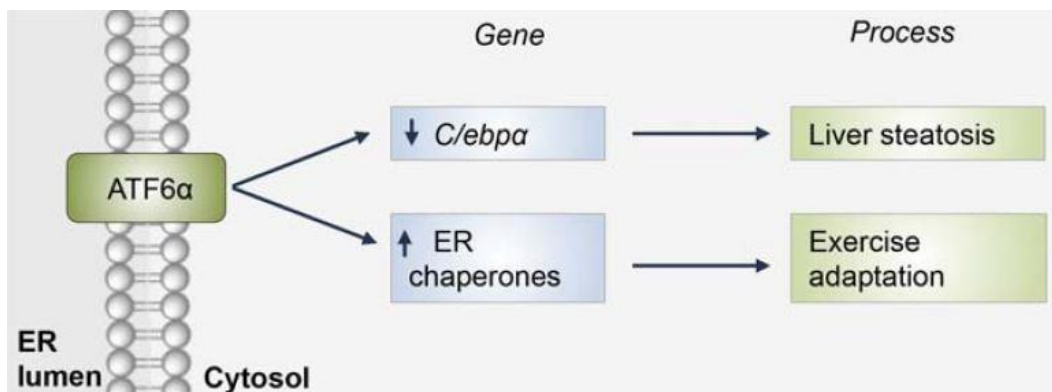 Gene
Process
↓ C/ebpα
Liver steatosis
ATF6α
↑ ER
chaperones
Exercise
adaptation
ER
lumen
Cytosol